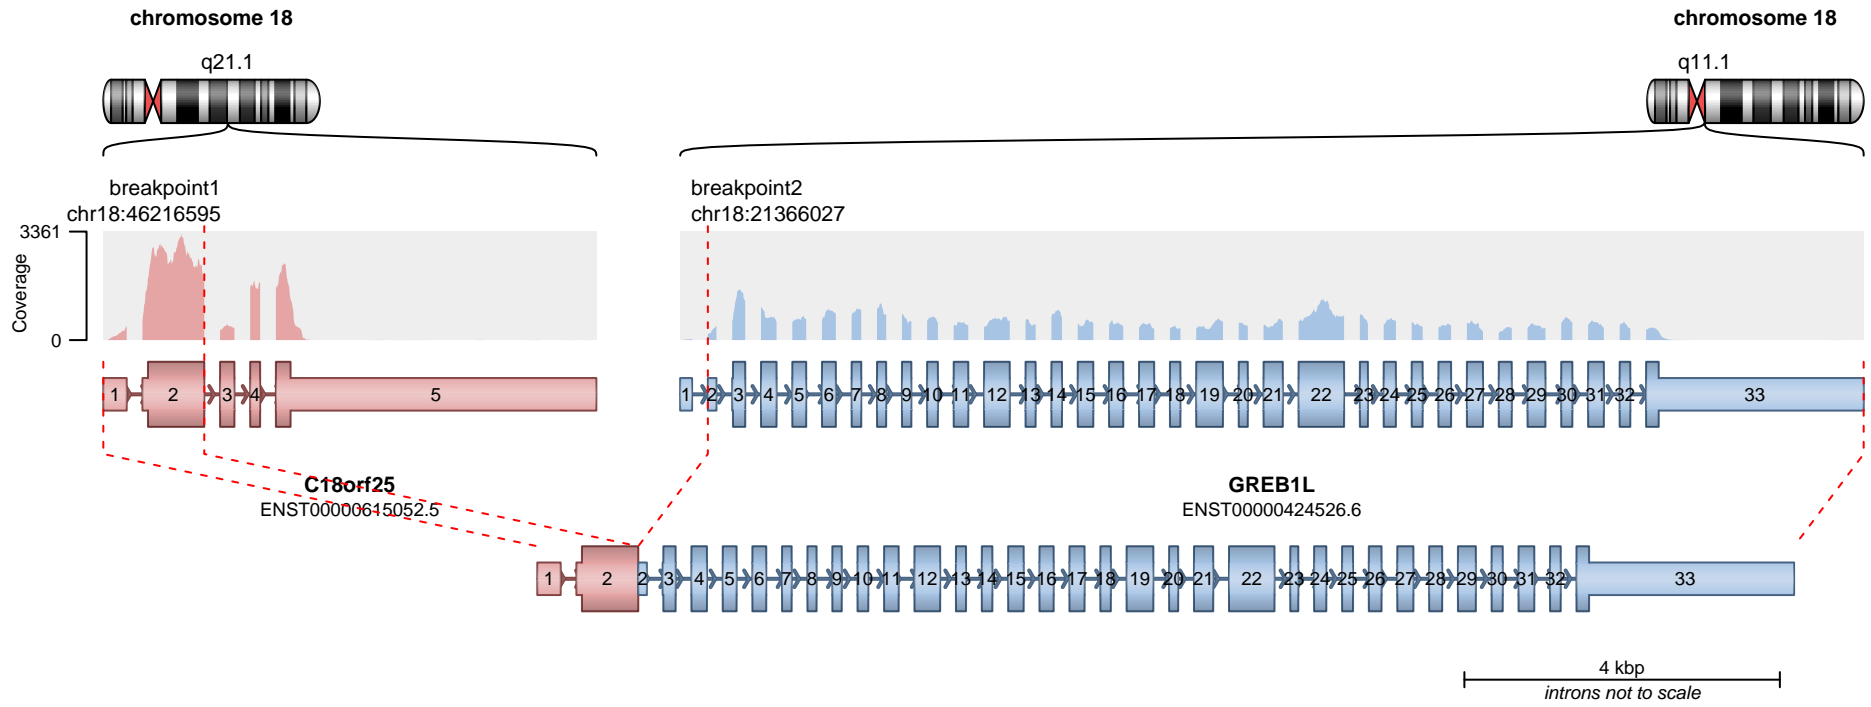 chromosome 18
chromosome 18
q21.1
q11.1
breakpoint1
chr18:46216595
breakpoint2
chr18:21366027
3361
0
Coverage
1 2 3 4 5
1 2 3 4 5 6 7 8 9 10 11 12 13 14 15 16 17 18 19 20 21 22 23 24 25 26 27 28 29 30 31 32 33
C18orf25
ENST00000615052.5
GREB1L
ENST00000424526.6
1 2 2 3 4 5 6 7 8 9 10 11 12 13 14 15 16 17 18 19 20 21 22 23 24 25 26 27 28 29 30 31 32 33
4 kbp
introns not to scale